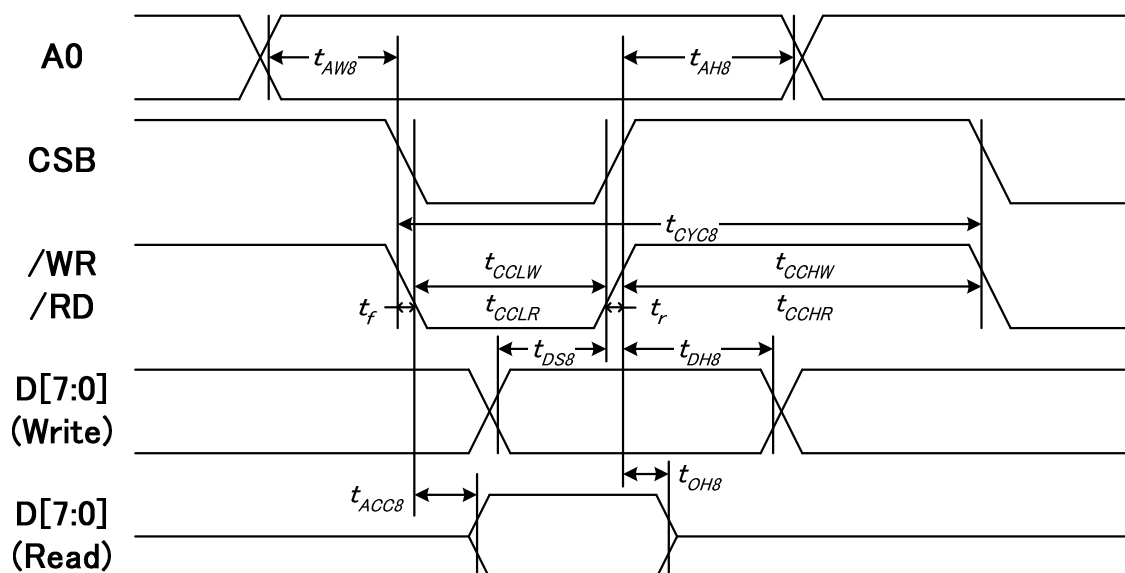 A0
tAW8
tAH8
CSB
tCYC8
/WR
/RD
tCCLW
tCCHW
tf
tCCLR
tr
tCCHR
tDS8
tDH8
D[7:0]
(Write)
tACC8
tOH8
D[7:0]
(Read)